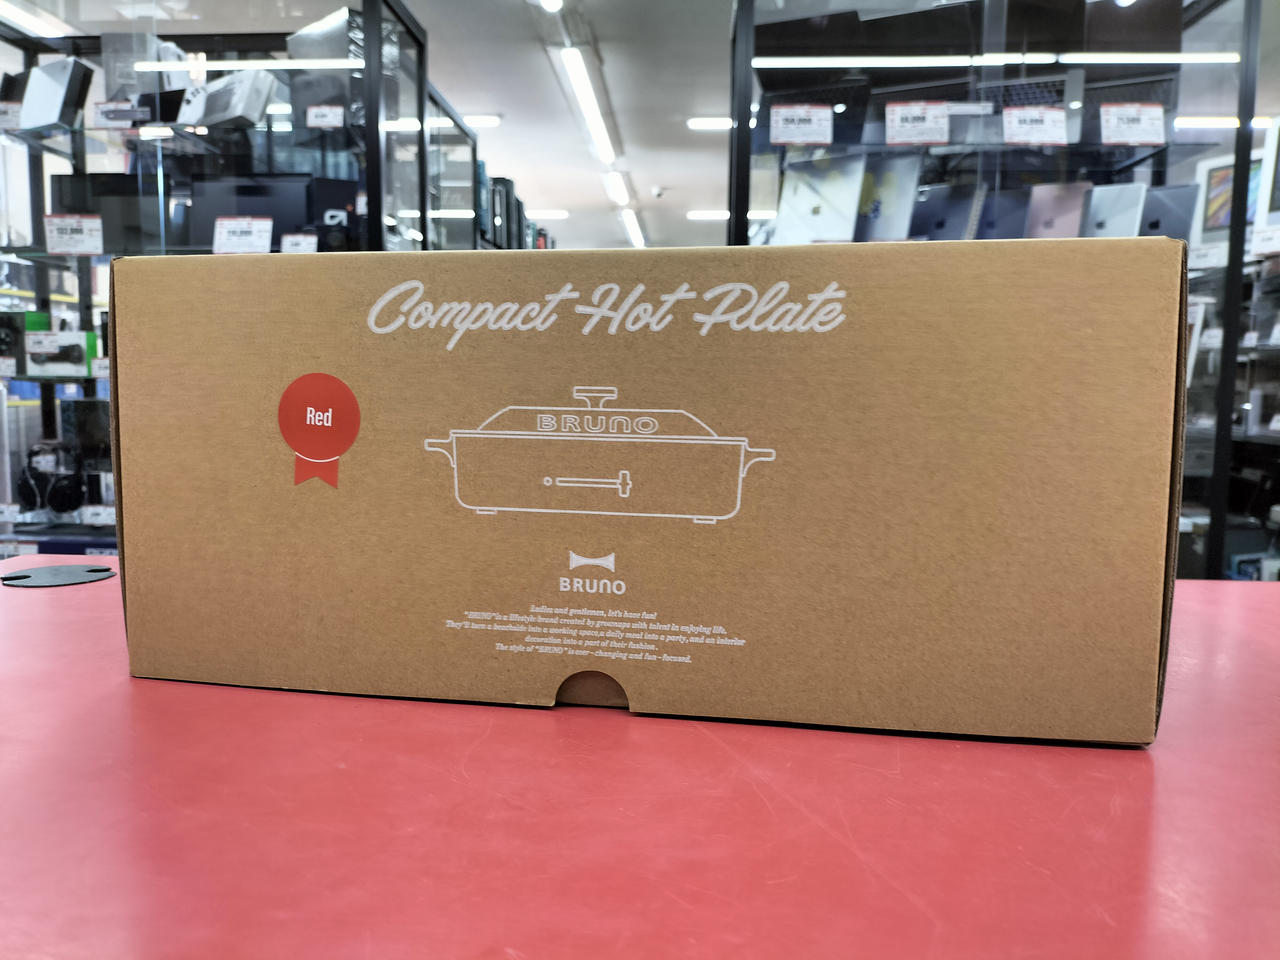 Compact Hot Plate
Red
BRUNO
BRUNO
Ladies and gentlemen, let's have fun!
"BRUNO" is a lifestyle brand created by grownups with talent in enjoying life.
They'll turn a beachside into a working space, a daily meal into a party, and an interior
decoration into a part of their fashion.
The style of "BRUNO" is ever-changing and fun-focused.